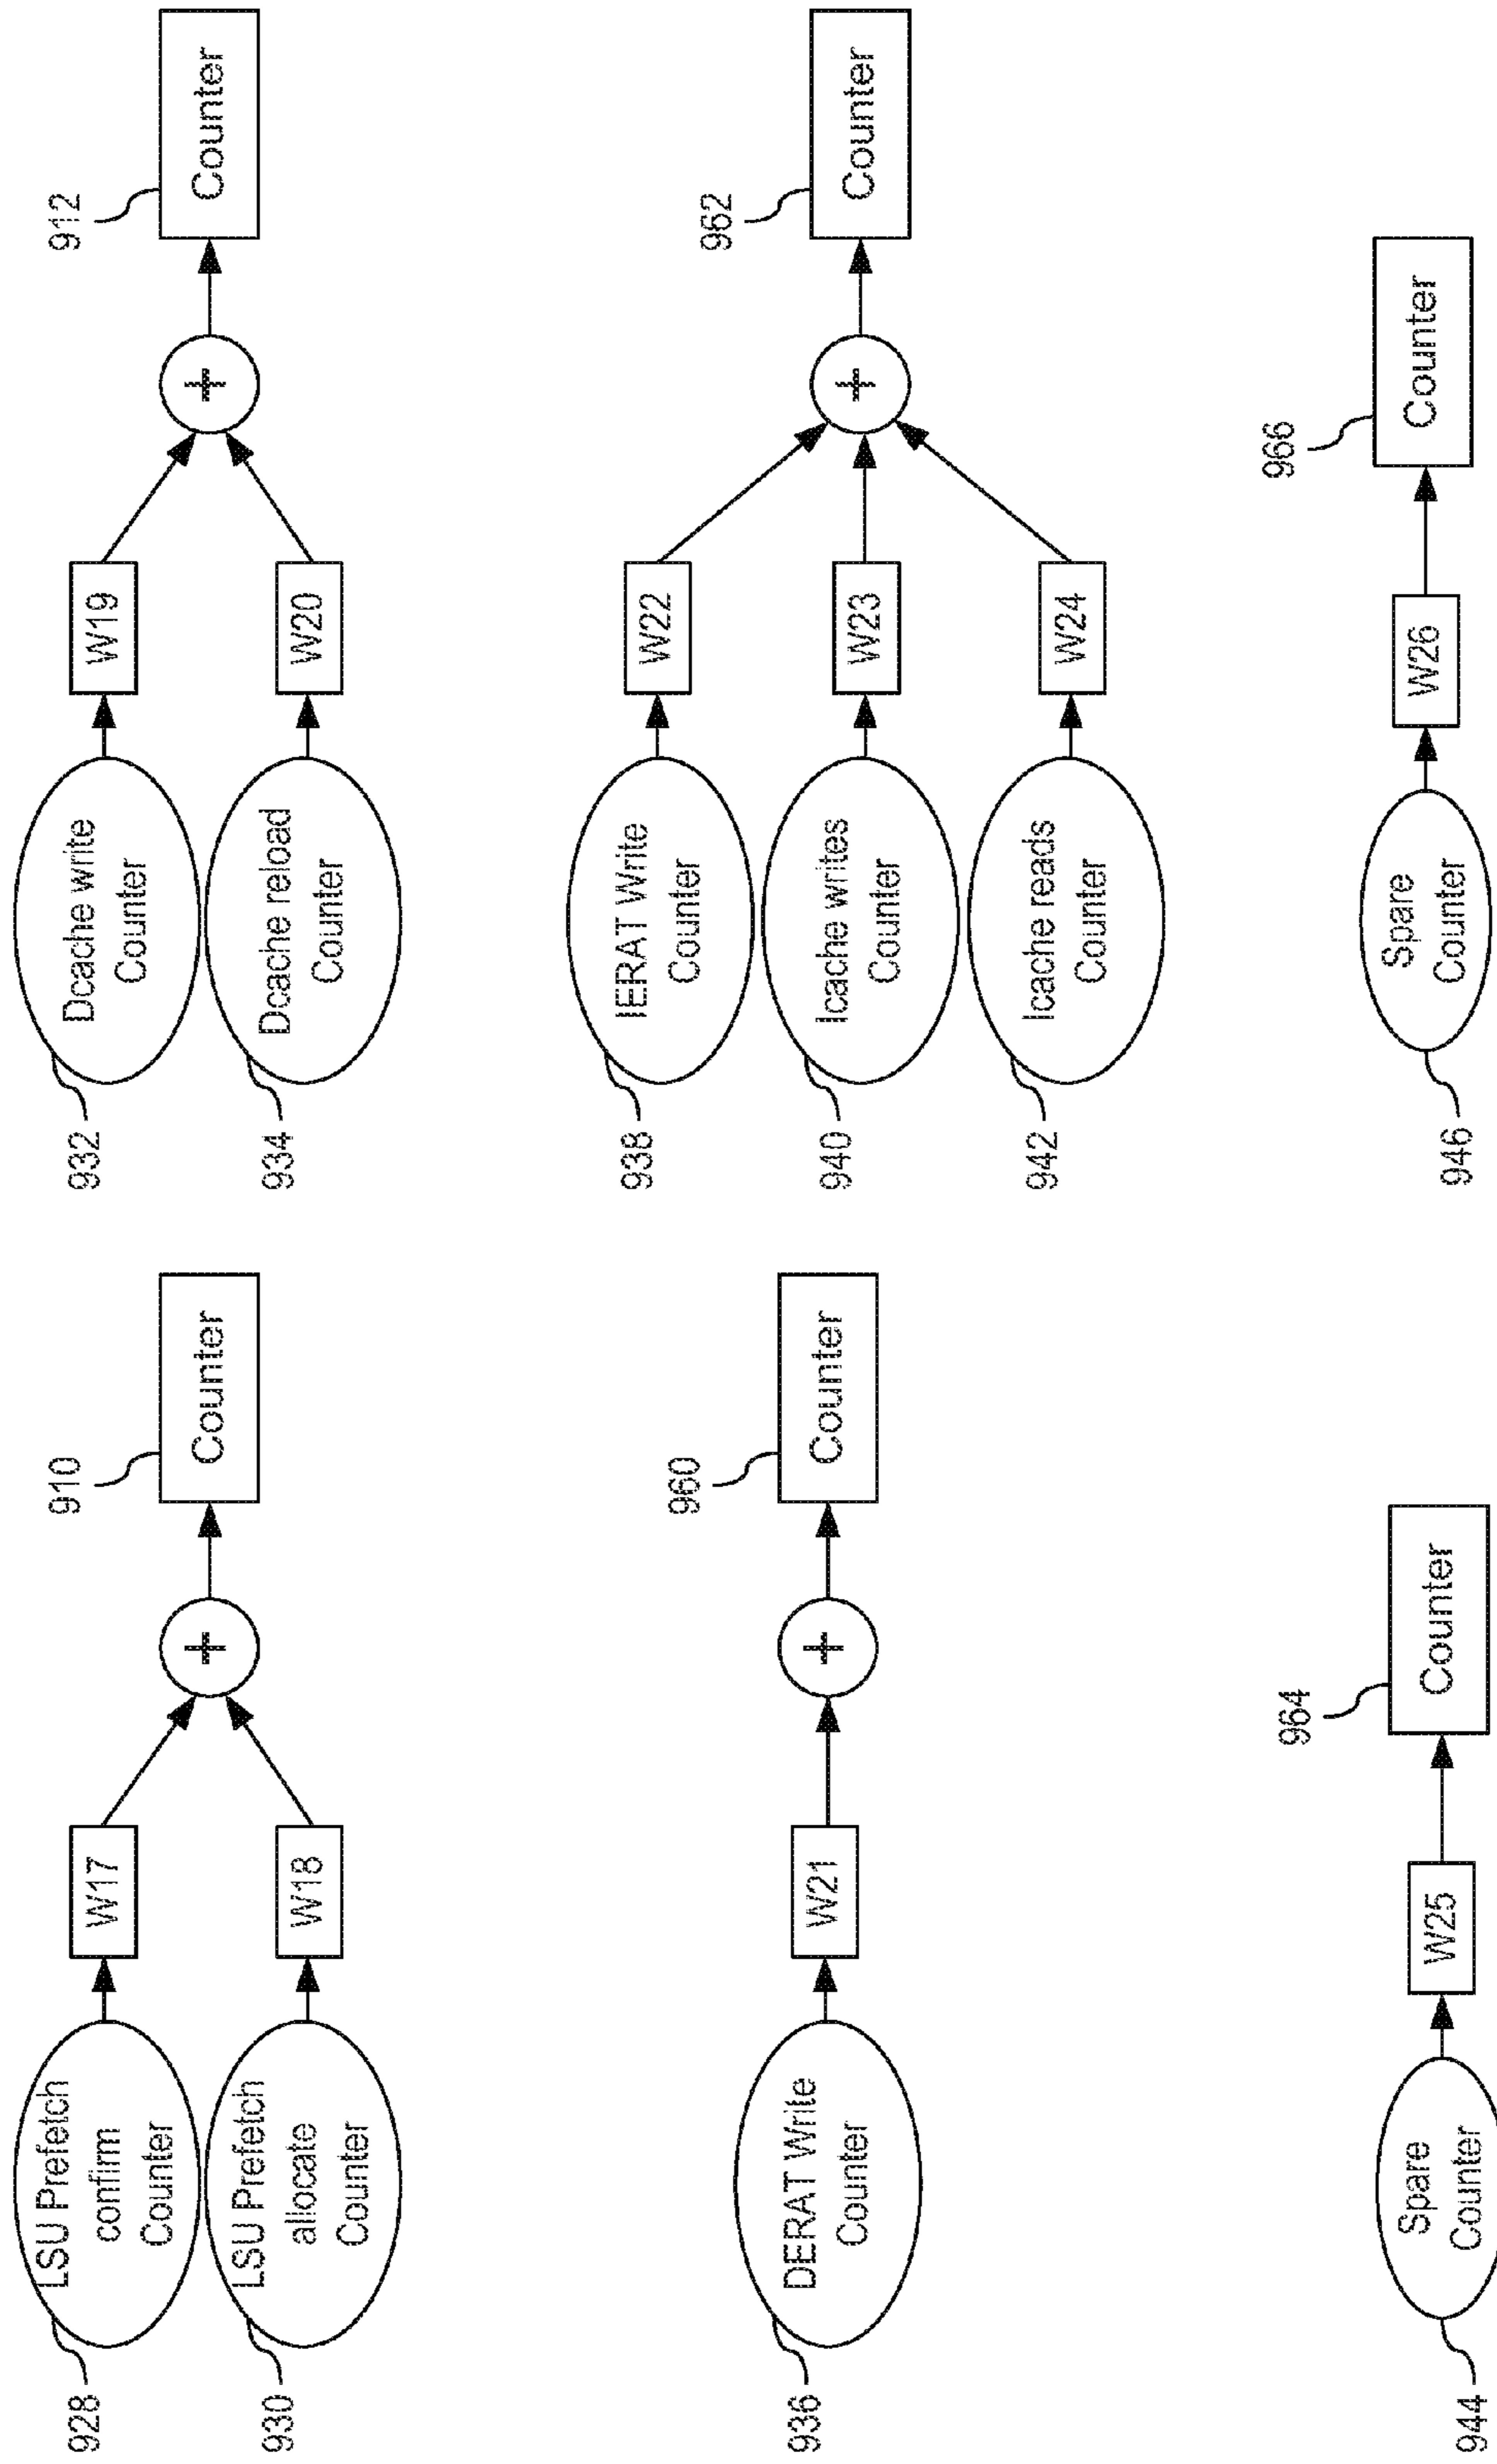 928
LSU Prefetch
confirm
Counter
W17
930
LSU Prefetch
allocate
Counter
W18
+
910
Counter
932
Dcache write
Counter
W19
934
Dcache reload
Counter
W20
+
912
Counter
936
DERAT Write
Counter
W21
+
960
Counter
938
IERAT Write
Counter
W22
940
Icache writes
Counter
W23
942
Icache reads
Counter
W24
+
962
Counter
944
Spare
Counter
W25
964
Counter
946
Spare
Counter
W26
966
Counter